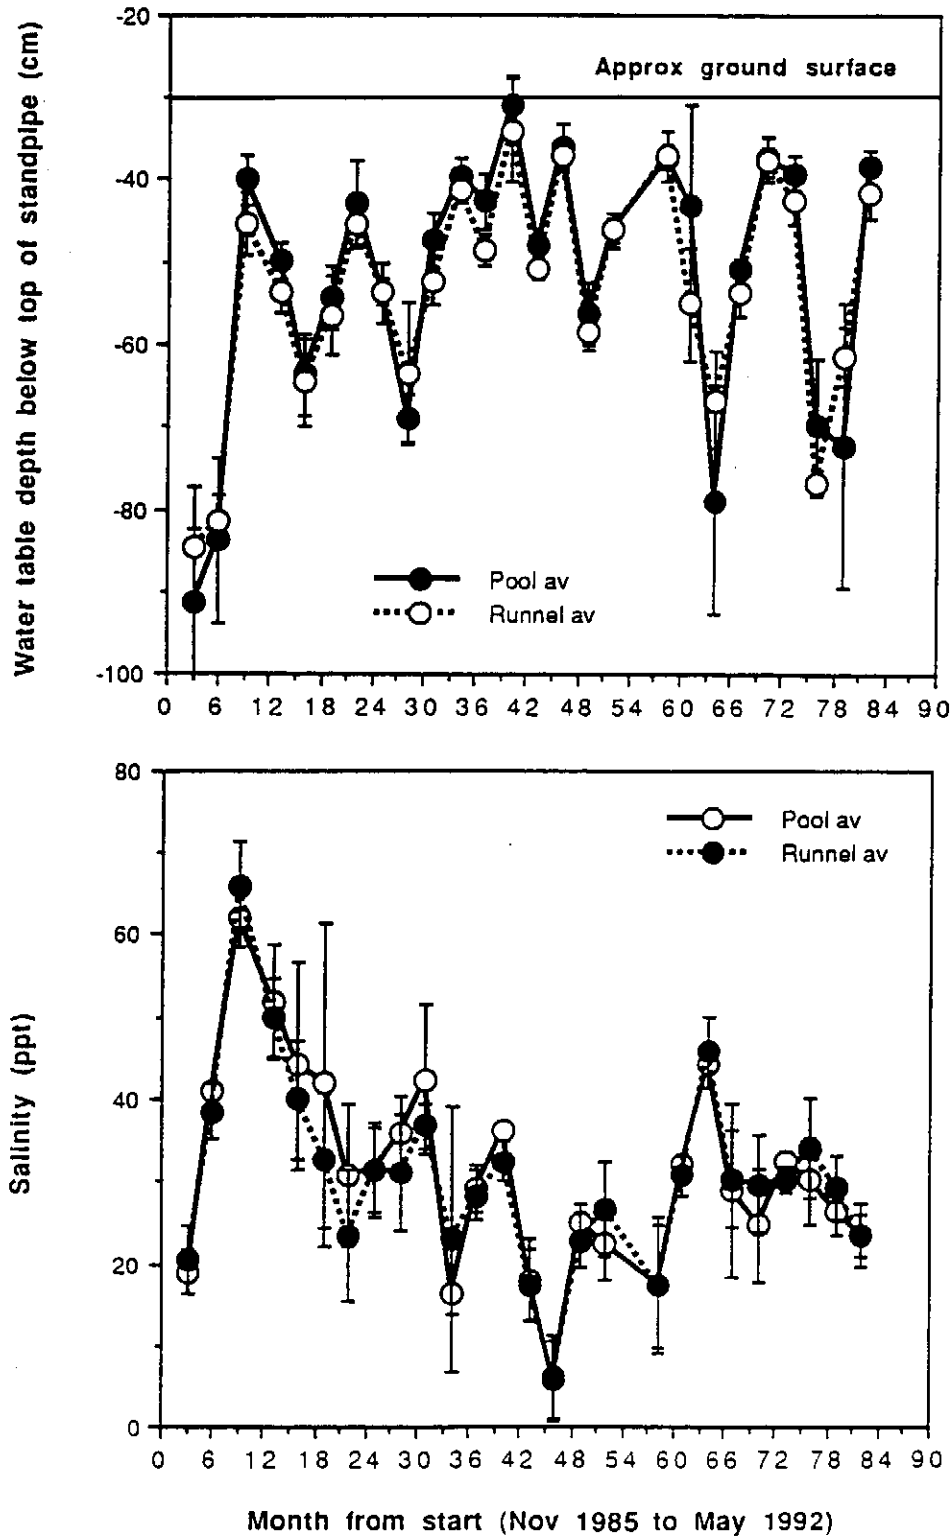 Water table depth below top of standpipe (cm)
-20
-40
-60
-80
-100
Approx ground surface
Pool av
Runnel av
0 6 12 18 24 30 36 42 48 54 60 66 72 78 84 90
Salinity (ppt)
80
60
40
20
0
Pool av
Runnel av
0 6 12 18 24 30 36 42 48 54 60 66 72 78 84 90
Month from start (Nov 1985 to May 1992)